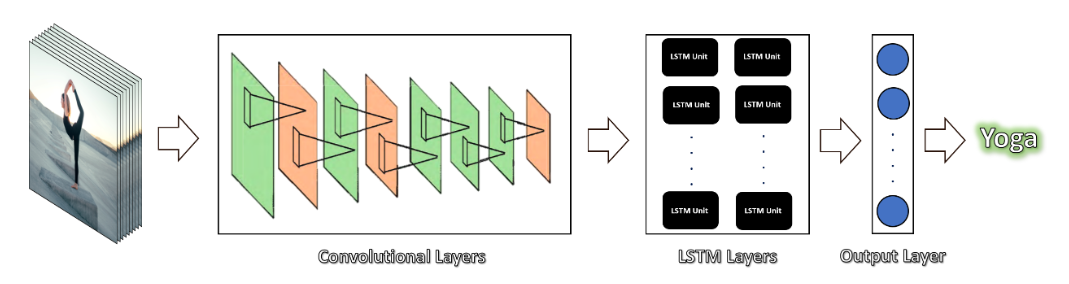 LSTM Unit LSTM Unit
LSTM Unit LSTM Unit
LSTM Unit LSTM Unit
Yoga
Convolutional Layers
LSTM Layers
Output Layer